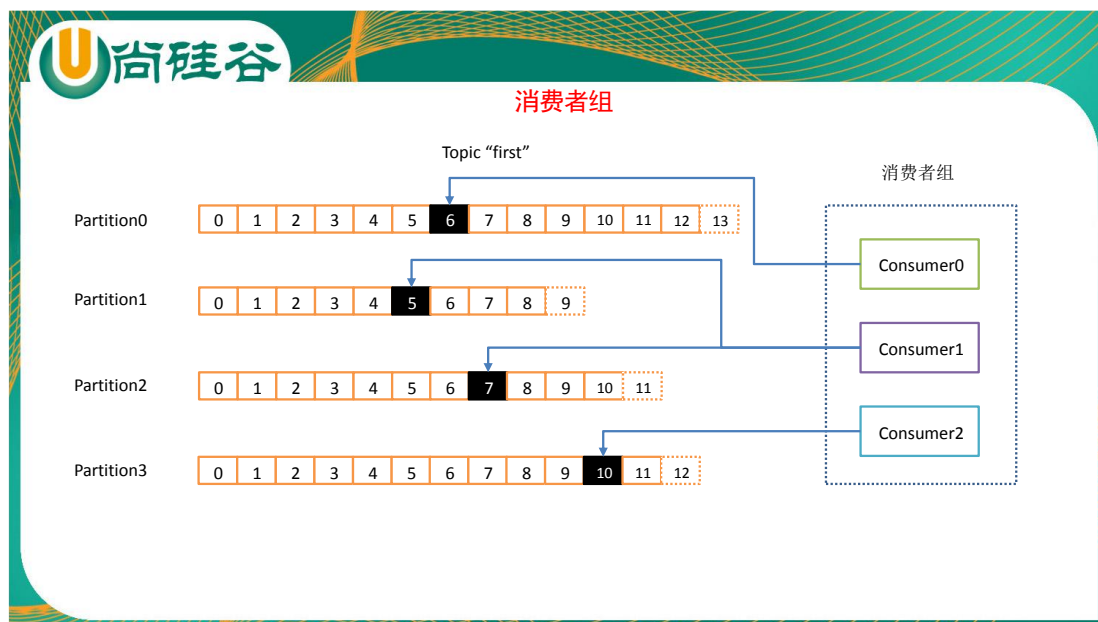 尚硅谷
消费者组
Topic “first”
消费者组
Partition0
0 1 2 3 4 5 6 7 8 9 10 11 12 13
Consumer0
Partition1
0 1 2 3 4 5 6 7 8 9
Consumer1
Partition2
0 1 2 3 4 5 6 7 8 9 10 11
Consumer2
Partition3
0 1 2 3 4 5 6 7 8 9 10 11 12